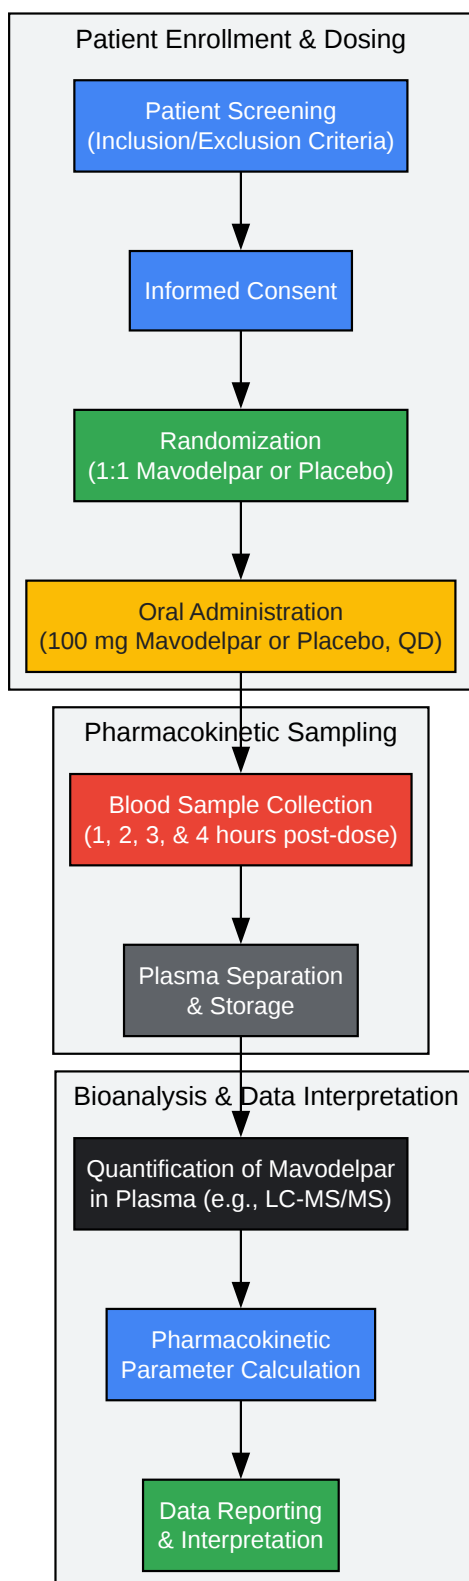 Patient Enrollment & Dosing
Patient Screening
(Inclusion/Exclusion Criteria)
Informed Consent
Randomization
(1:1 Mavodelpar or Placebo)
Oral Administration
(100 mg Mavodelpar or Placebo, QD)
Pharmacokinetic Sampling
Blood Sample Collection
(1, 2, 3, & 4 hours post-dose)
Plasma Separation
& Storage
Bioanalysis & Data Interpretation
Quantification of Mavodelpar
in Plasma (e.g., LC-MS/MS)
Pharmacokinetic
Parameter Calculation
Data Reporting
& Interpretation